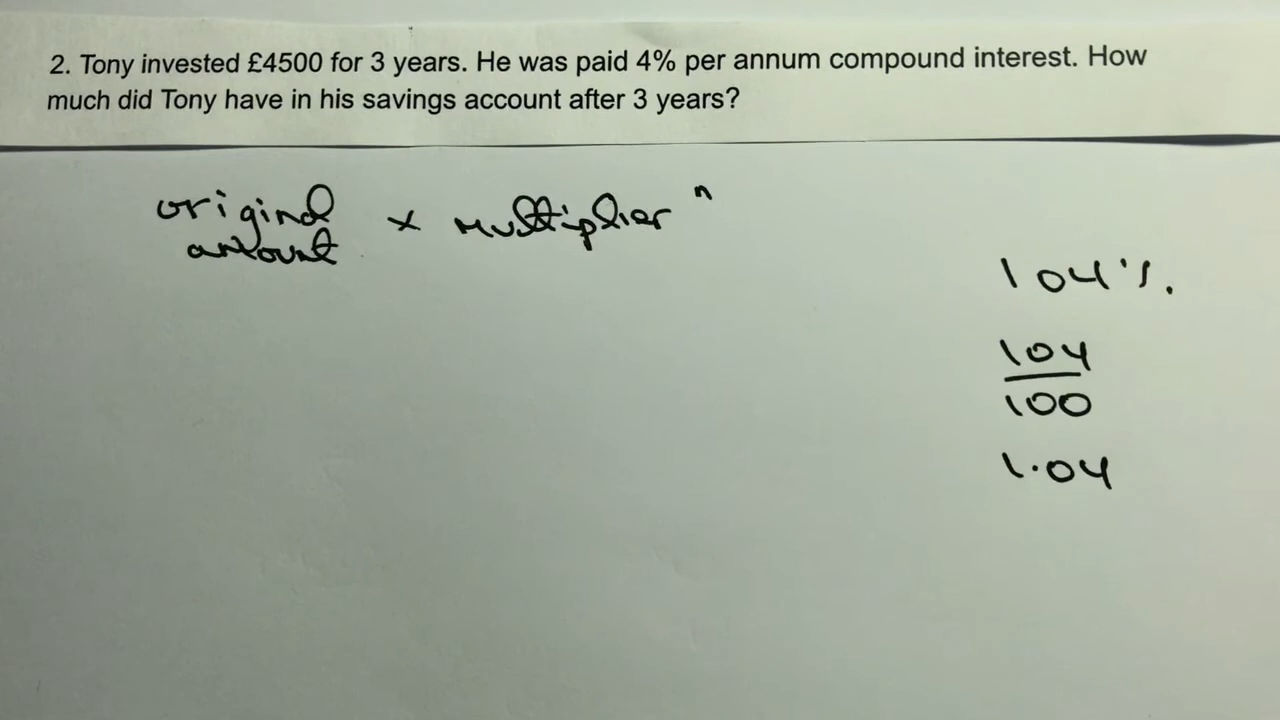 2. Tony invested £4500 for 3 years. He was paid 4% per annum compound interest. How
much did Tony have in his savings account after 3 years?
original
amount × multiplier ⁿ
104%.
104
100
1.04